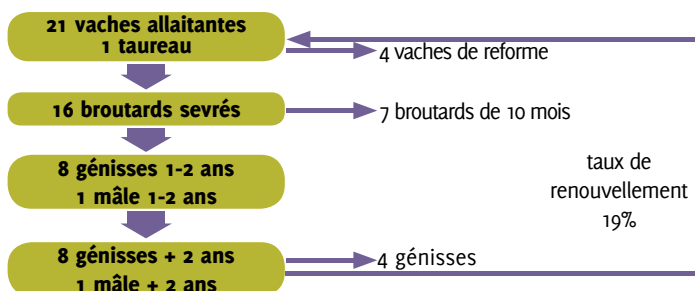 21 vaches allaitantes
1 taureau
4 vaches de reforme
16 broutards sevrés
7 broutards de 10 mois
8 génisses 1-2 ans
1 mâle 1-2 ans
taux de
renouvellement
19%
8 génisses + 2 ans
1 mâle + 2 ans
4 génisses